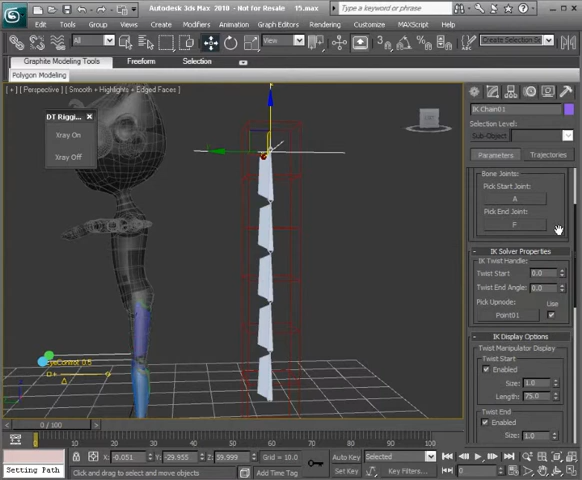 Autodesk 3ds Max 2010 - Not for Resale 15.max
Type a keyword or phrase
Edit Tools Group Views Create Modifiers Animation Graph Editors Rendering Customize MAXScript Help
All View Create Selection Se
Graphite Modeling Tools Freeform Selection
Polygon Modeling
[ + ] [ Perspective ] [ Smooth + Highlights + Edged Faces ]
DT Riggi...
Xray On
Xray Off
IK Chain01
Selection Level:
Sub-Object
Parameters Trajectories
Bone Joints:
Pick Start Joint:
A
Pick End Joint:
F
IK Solver Properties
IK Twist Handle:
Twist Start 0.0
Twist End Angle: 0.0
Pick Upnode: Use
Point01
IK Display Options
Twist Manipulator Display
Twist Start
Enabled
Size: 1.0
Length: 75.0
Twist End
Enabled
Size: 1.0
eyeControl 0.5
0 / 100
0 10 20 30 40 50 60 70 80 90 100
X: -0.051 Y: -29.955 Z: 59.999 Grid = 10.0
Auto Key Selected
Setting Path
Click and drag to select and move objects
Add Time Tag
Set Key Key Filters... 0